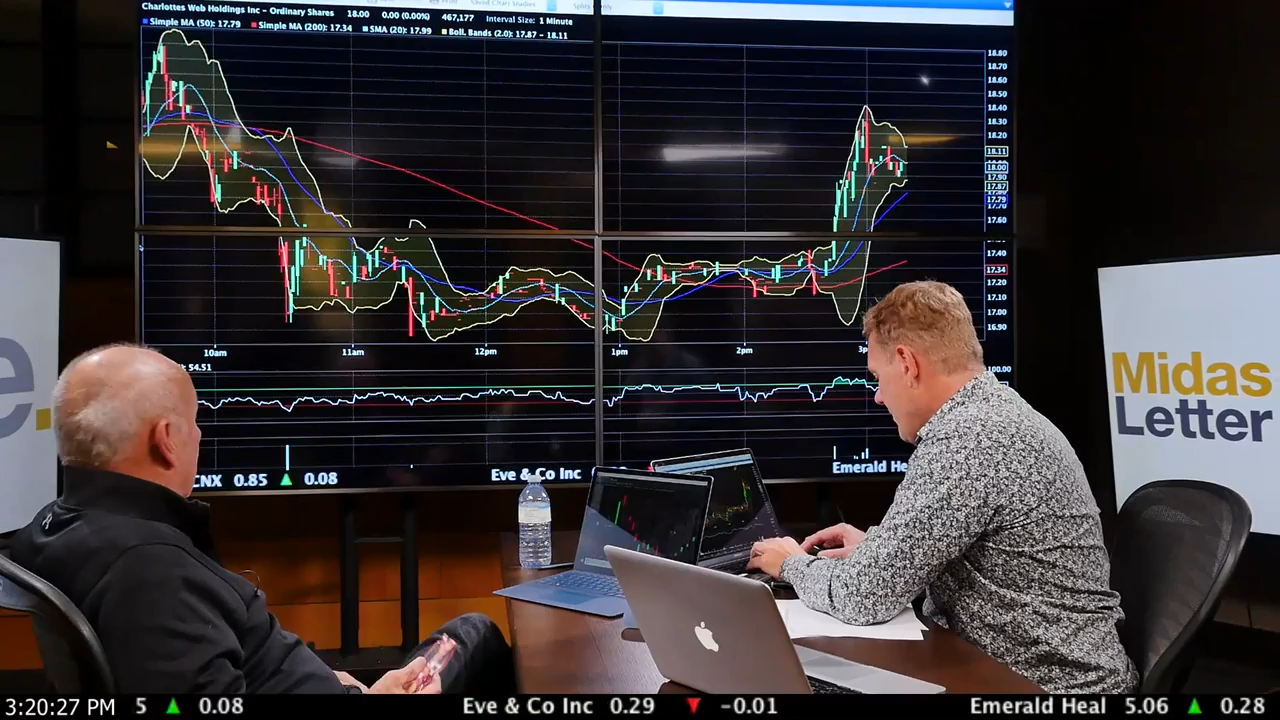 Charlottes Web Holdings Inc – Ordinary Shares 18.00 0.00 (0.00%) 467,177 Interval Size: 1 Minute
Simple MA (50): 17.79 Simple MA (200): 17.34 SMA (20): 17.99 Boll. Bands (2.0): 17.87 – 18.11
18.80
18.70
18.60
18.50
18.40
18.30
18.20
18.11
18.00
17.90
17.87
17.79
17.70
17.60
17.40
17.34
17.20
17.10
17.00
16.90
10am 11am 12pm 1pm 2pm
: 54.51
100.00
CNX 0.85 0.08 Eve & Co Inc Emerald He
e.
Midas
Letter
3:20:27 PM 5 0.08 Eve & Co Inc 0.29 -0.01 Emerald Heal 5.06 0.28